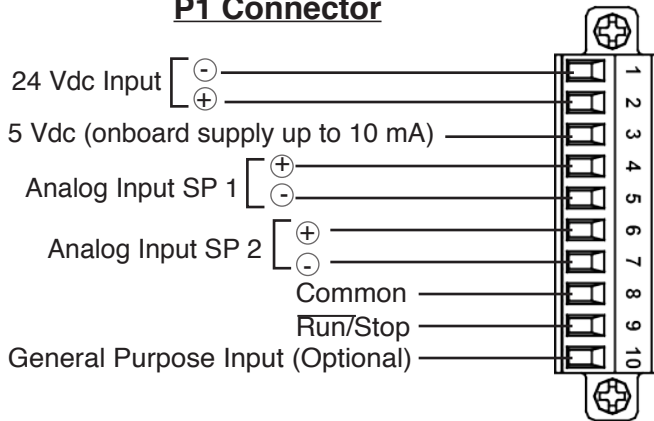 P1 Connector
24 Vdc Input
-
+
5 Vdc (onboard supply up to 10 mA)
Analog Input SP 1
+
-
Analog Input SP 2
+
-
Common
R̅u̅n̅/Stop
General Purpose Input (Optional)
1
2
3
4
5
6
7
8
9
10